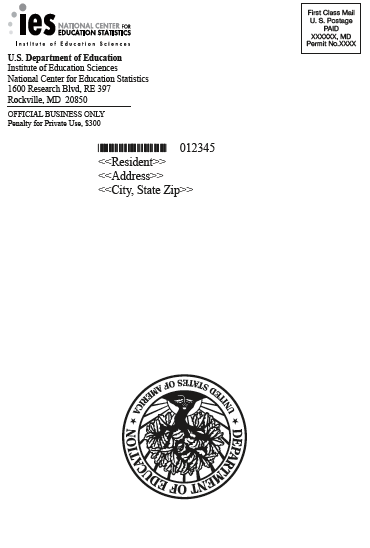 ies NATIONAL CENTER FOR
EDUCATION STATISTICS
Institute of Education Sciences
First Class Mail
U. S. Postage
PAID
XXXXXX, MD
Permit No.XXXX
U.S. Department of Education
Institute of Education Sciences
National Center for Education Statistics
1600 Research Blvd, RE 397
Rockville, MD 20850
OFFICIAL BUSINESS ONLY
Penalty for Private Use, $300
012345
<<Resident>>
<<Address>>
<<City, State Zip>>
DEPARTMENT OF EDUCATION
UNITED STATES OF AMERICA